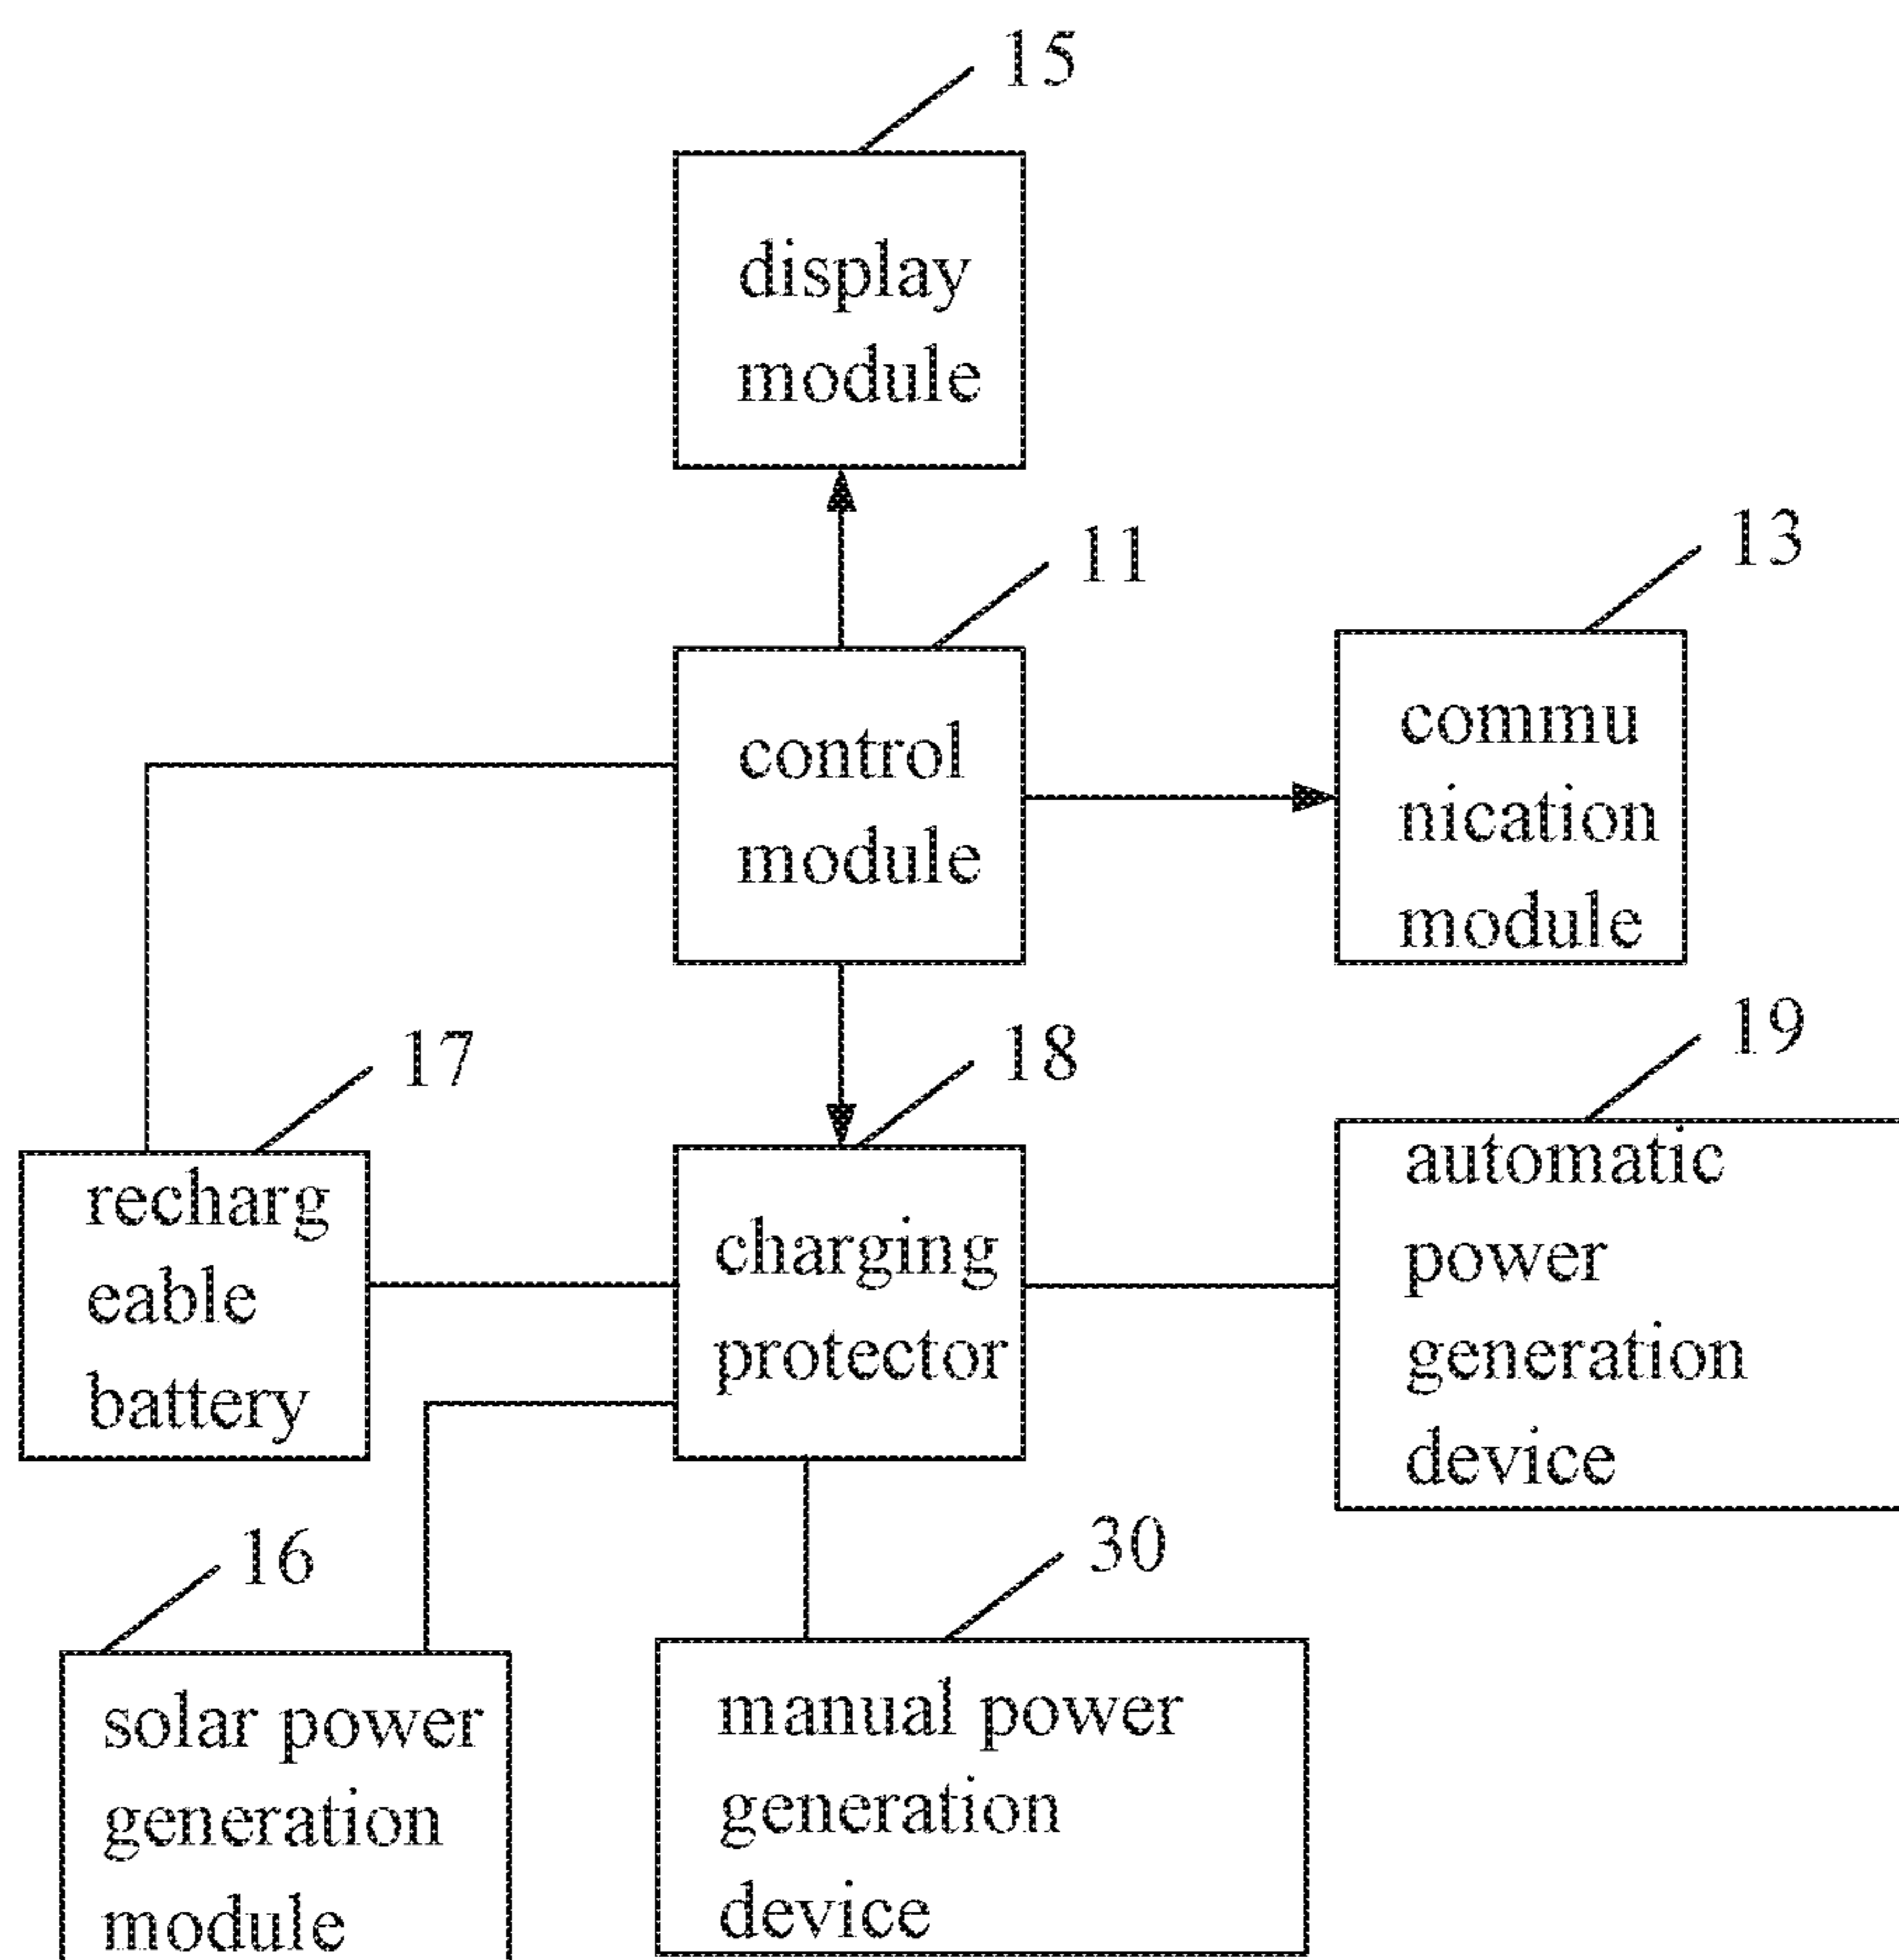 15
display
module
11
control
module
13
commu
nication
module
17
recharg
eable
battery
18
charging
protector
19
automatic
power
generation
device
16
solar power
generation
module
30
manual power
generation
device